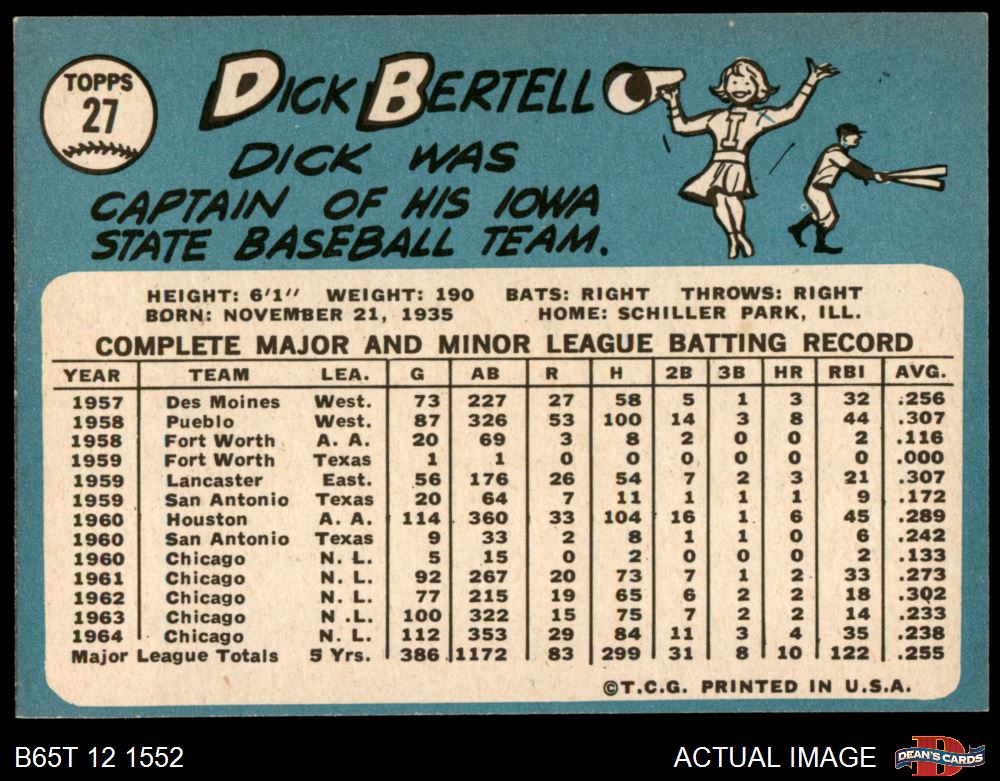 TOPPS
27
DICK BERTELL
DICK WAS
CAPTAIN OF HIS IOWA
STATE BASEBALL TEAM.
I
HEIGHT: 6'1" WEIGHT: 190 BATS: RIGHT THROWS: RIGHT
BORN: NOVEMBER 21, 1935 HOME: SCHILLER PARK, ILL.
COMPLETE MAJOR AND MINOR LEAGUE BATTING RECORD
YEAR TEAM LEA. G AB R H 2B 3B HR RBI AVG.
1957 Des Moines West. 73 227 27 58 5 1 3 32 .256
1958 Pueblo West. 87 326 53 100 14 3 8 44 .307
1958 Fort Worth A. A. 20 69 3 8 2 0 0 2 .116
1959 Fort Worth Texas 1 1 0 0 0 0 0 0 .000
1959 Lancaster East. 56 176 26 54 7 2 3 21 .307
1959 San Antonio Texas 20 64 7 11 1 1 1 9 .172
1960 Houston A. A. 114 360 33 104 16 1 6 45 .289
1960 San Antonio Texas 9 33 2 8 1 1 0 6 .242
1960 Chicago N. L. 5 15 0 2 0 0 0 2 .133
1961 Chicago N. L. 92 267 20 73 7 1 2 33 .273
1962 Chicago N. L. 77 215 19 65 6 2 2 18 .302
1963 Chicago N .L. 100 322 15 75 7 2 2 14 .233
1964 Chicago N. L. 112 353 29 84 11 3 4 35 .238
Major League Totals 5 Yrs. 386 1172 83 299 31 8 10 122 .255
©T.C.G. PRINTED IN U.S.A.
B65T 12 1552 ACTUAL IMAGE
D
DEAN'S CARDS